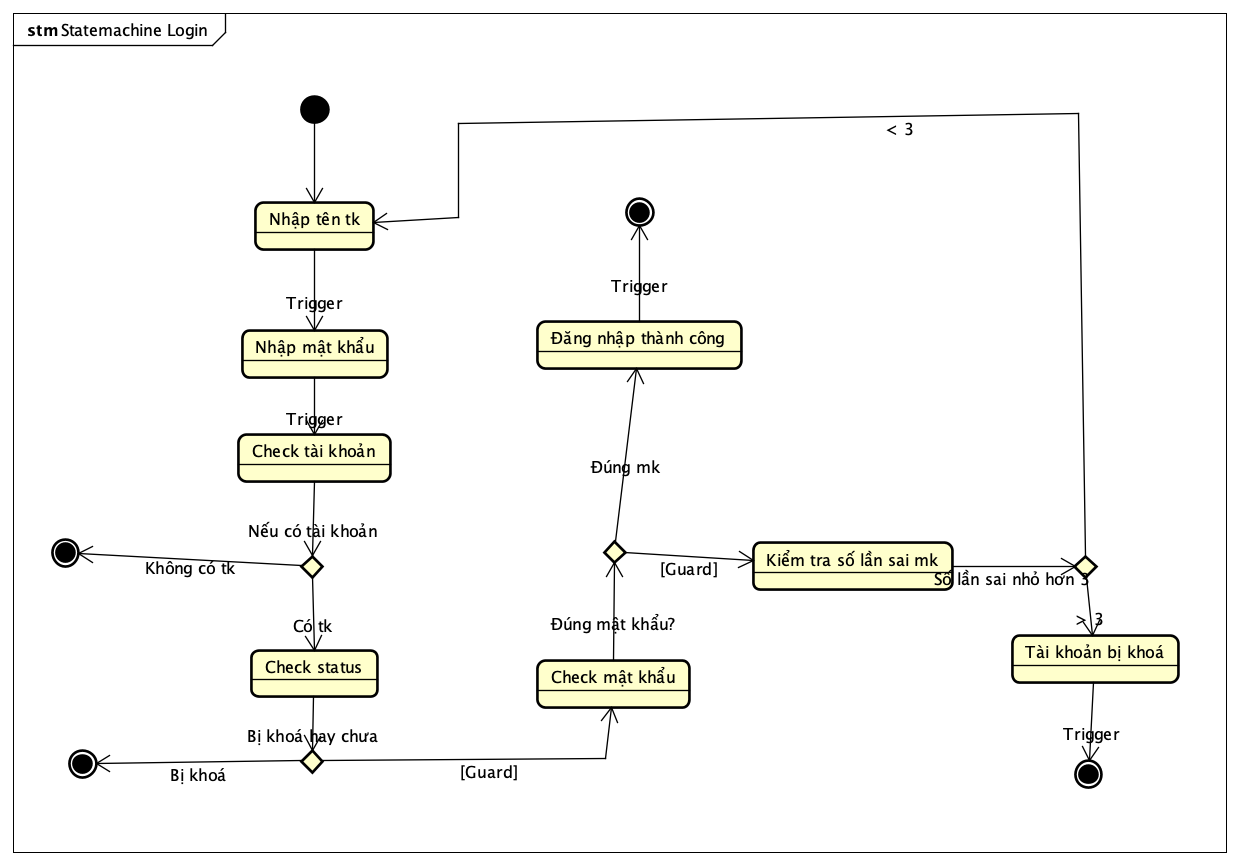 stm Statemachine Login
< 3
Nhập tên tk
Trigger
Trigger
Đăng nhập thành công
Nhập mật khẩu
Trigger
Check tài khoản
Đúng mk
Nếu có tài khoản
Không có tk
[Guard]
Kiểm tra số lần sai mk
Số lần sai nhỏ hơn 3
Có tk
Đúng mật khẩu?
> 3
Tài khoản bị khoá
Check status
Check mật khẩu
Bị khoá hay chưa
Trigger
Bị khoá
[Guard]